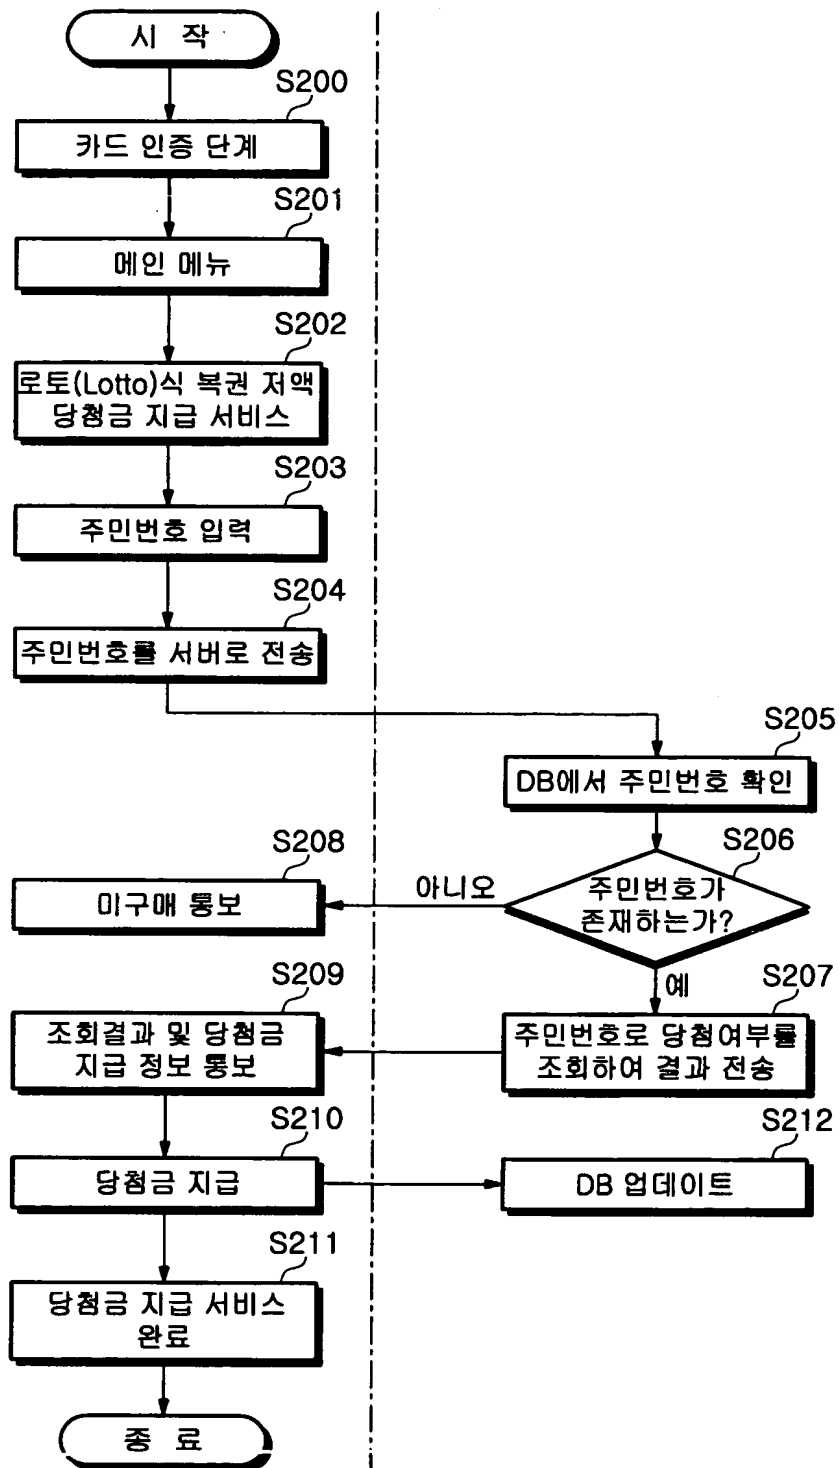 시 작
S200
카드 인증 단계
S201
메인 메뉴
S202
로토(Lotto)식 복권 저액
당첨금 지급 서비스
S203
주민번호 입력
S204
주민번호를 서버로 전송
S205
DB에서 주민번호 확인
S206
주민번호가
존재하는가?
아니오
S208
미구매 통보
예
S207
주민번호로 당첨여부를
조회하여 결과 전송
S209
조회결과 및 당첨금
지급 정보 통보
S210
당첨금 지급
S212
DB 업데이트
S211
당첨금 지급 서비스
완료
종 료